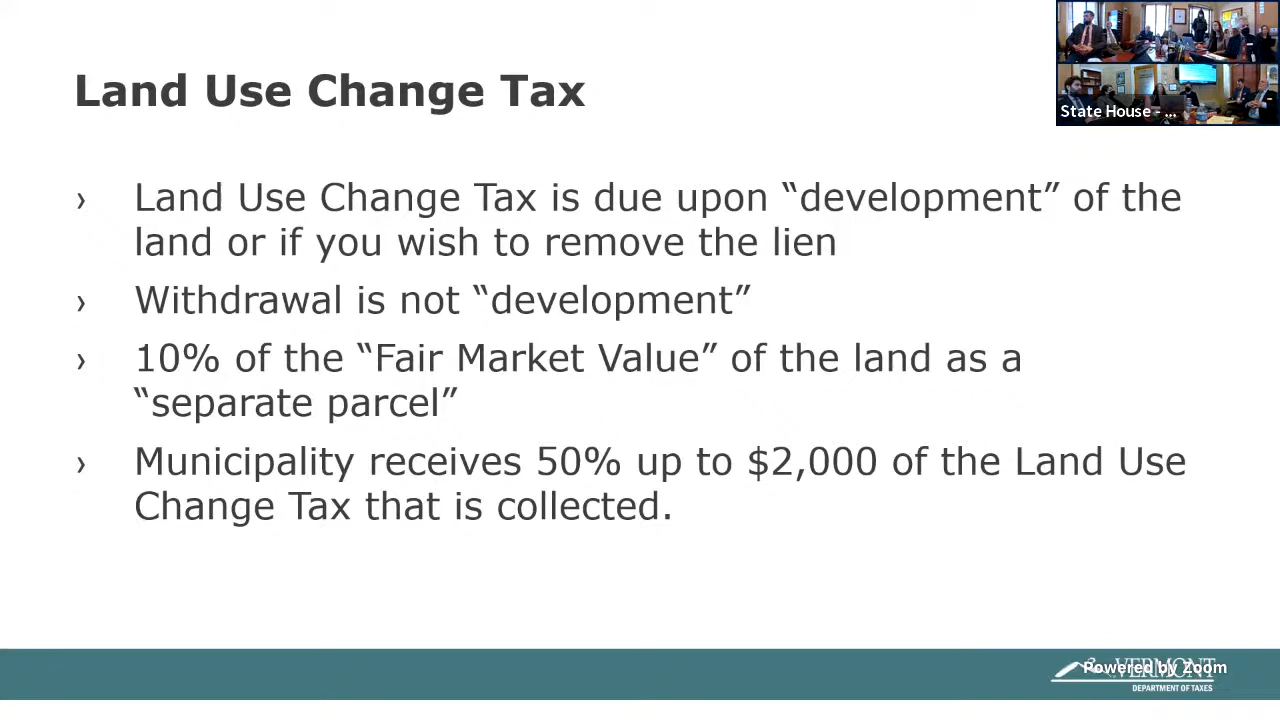 Land Use Change Tax
State House - ...
› Land Use Change Tax is due upon “development” of the
land or if you wish to remove the lien
› Withdrawal is not “development”
› 10% of the “Fair Market Value” of the land as a
“separate parcel”
› Municipality receives 50% up to $2,000 of the Land Use
Change Tax that is collected.
VERMONT
Powered by Zoom
DEPARTMENT OF TAXES